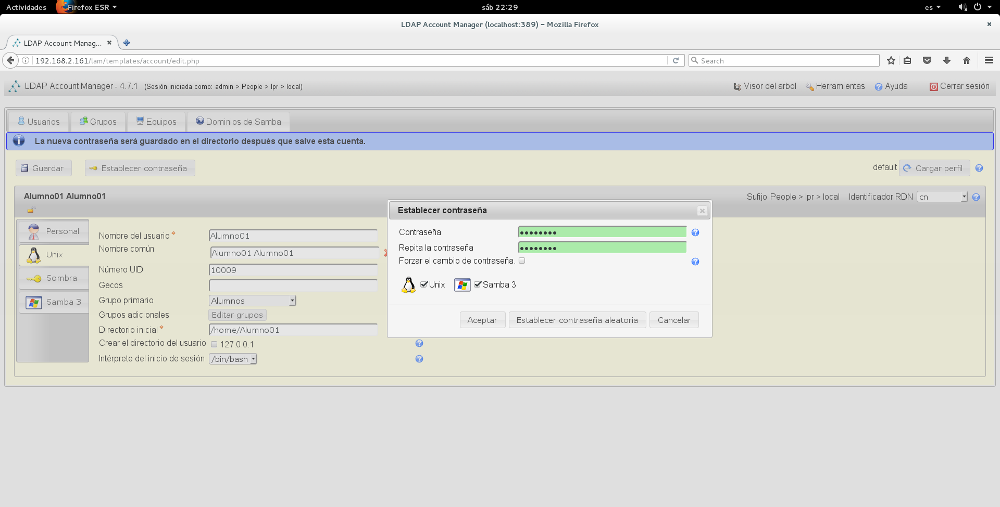 Actividades Firefox ESR sáb 22:29 es
LDAP Account Manager (localhost:389) – Mozilla Firefox
LDAP Account Manag...
192.168.2.161/lam/templates/account/edit.php Search
LDAP Account Manager - 4.7.1 (Sesión iniciada como: admin > People > lpr > local) Visor del arbol Herramientas Ayuda Cerrar sesión
Usuarios Grupos Equipos Dominios de Samba
La nueva contraseña será guardado en el directorio después que salve esta cuenta.
Guardar Establecer contraseña default Cargar perfil
Alumno01 Alumno01 Sufijo People > lpr > local Identificador RDN cn
Personal
Unix
Sombra
Samba 3
Nombre del usuario* Alumno01
Nombre común Alumno01 Alumno01
Número UID 10009
Gecos
Grupo primario Alumnos
Grupos adicionales Editar grupos
Directorio inicial* /home/Alumno01
Crear el directorio del usuario 127.0.0.1
Intérprete del inicio de sesión /bin/bash
Establecer contraseña
Contraseña ••••••••
Repita la contraseña ••••••••
Forzar el cambio de contraseña.
Unix Samba 3
Aceptar Establecer contraseña aleatoria Cancelar